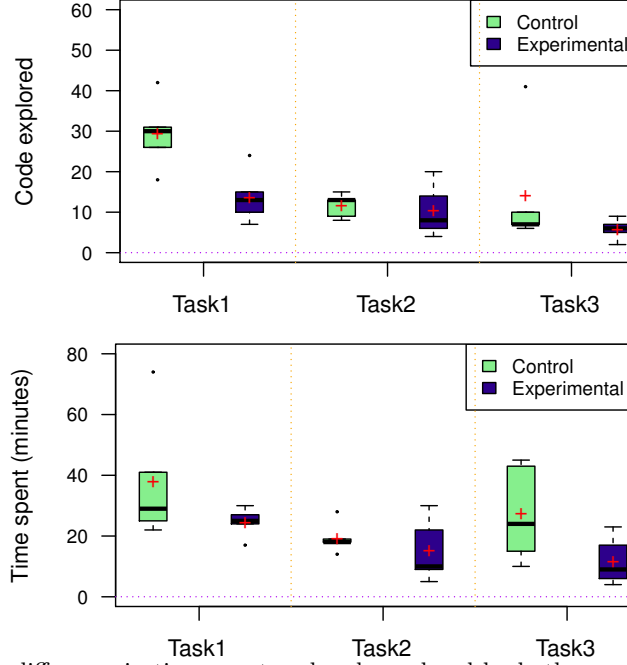 60
50
40
30
20
10
0
Code explored
Control
Experimental
Task1 Task2 Task3
80
60
40
20
0
Time spent (minutes)
Control
Experimental
Task1 Task2 Task3